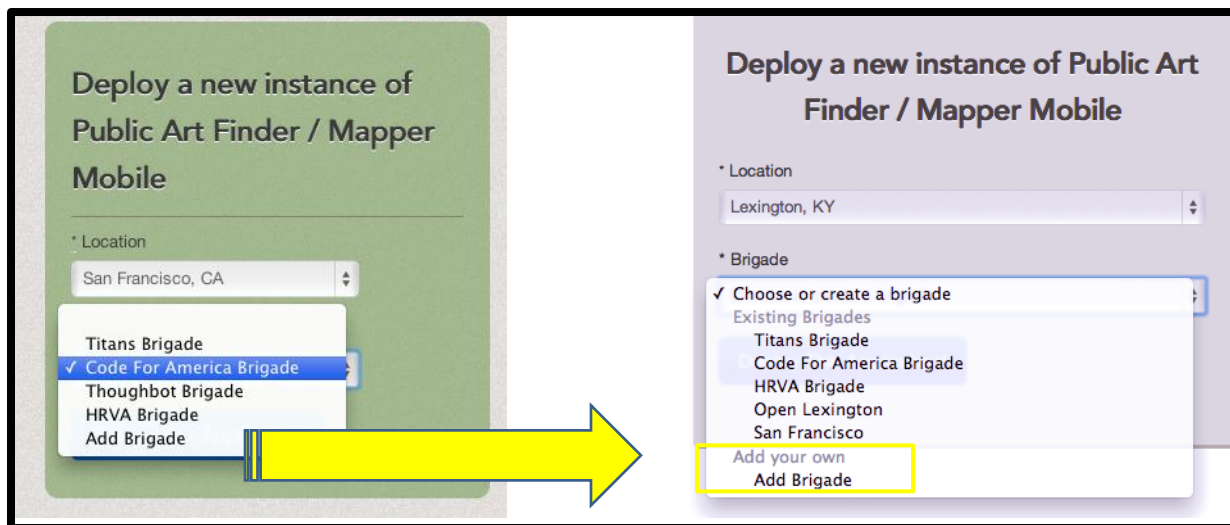 Deploy a new instance of
Public Art Finder / Mapper
Mobile
* Location
San Francisco, CA
Titans Brigade
✓ Code For America Brigade
Thoughbot Brigade
HRVA Brigade
Add Brigade
Deploy a new instance of Public Art
Finder / Mapper Mobile
* Location
Lexington, KY
* Brigade
✓ Choose or create a brigade
Existing Brigades
Titans Brigade
Code For America Brigade
HRVA Brigade
Open Lexington
San Francisco
Add your own
Add Brigade